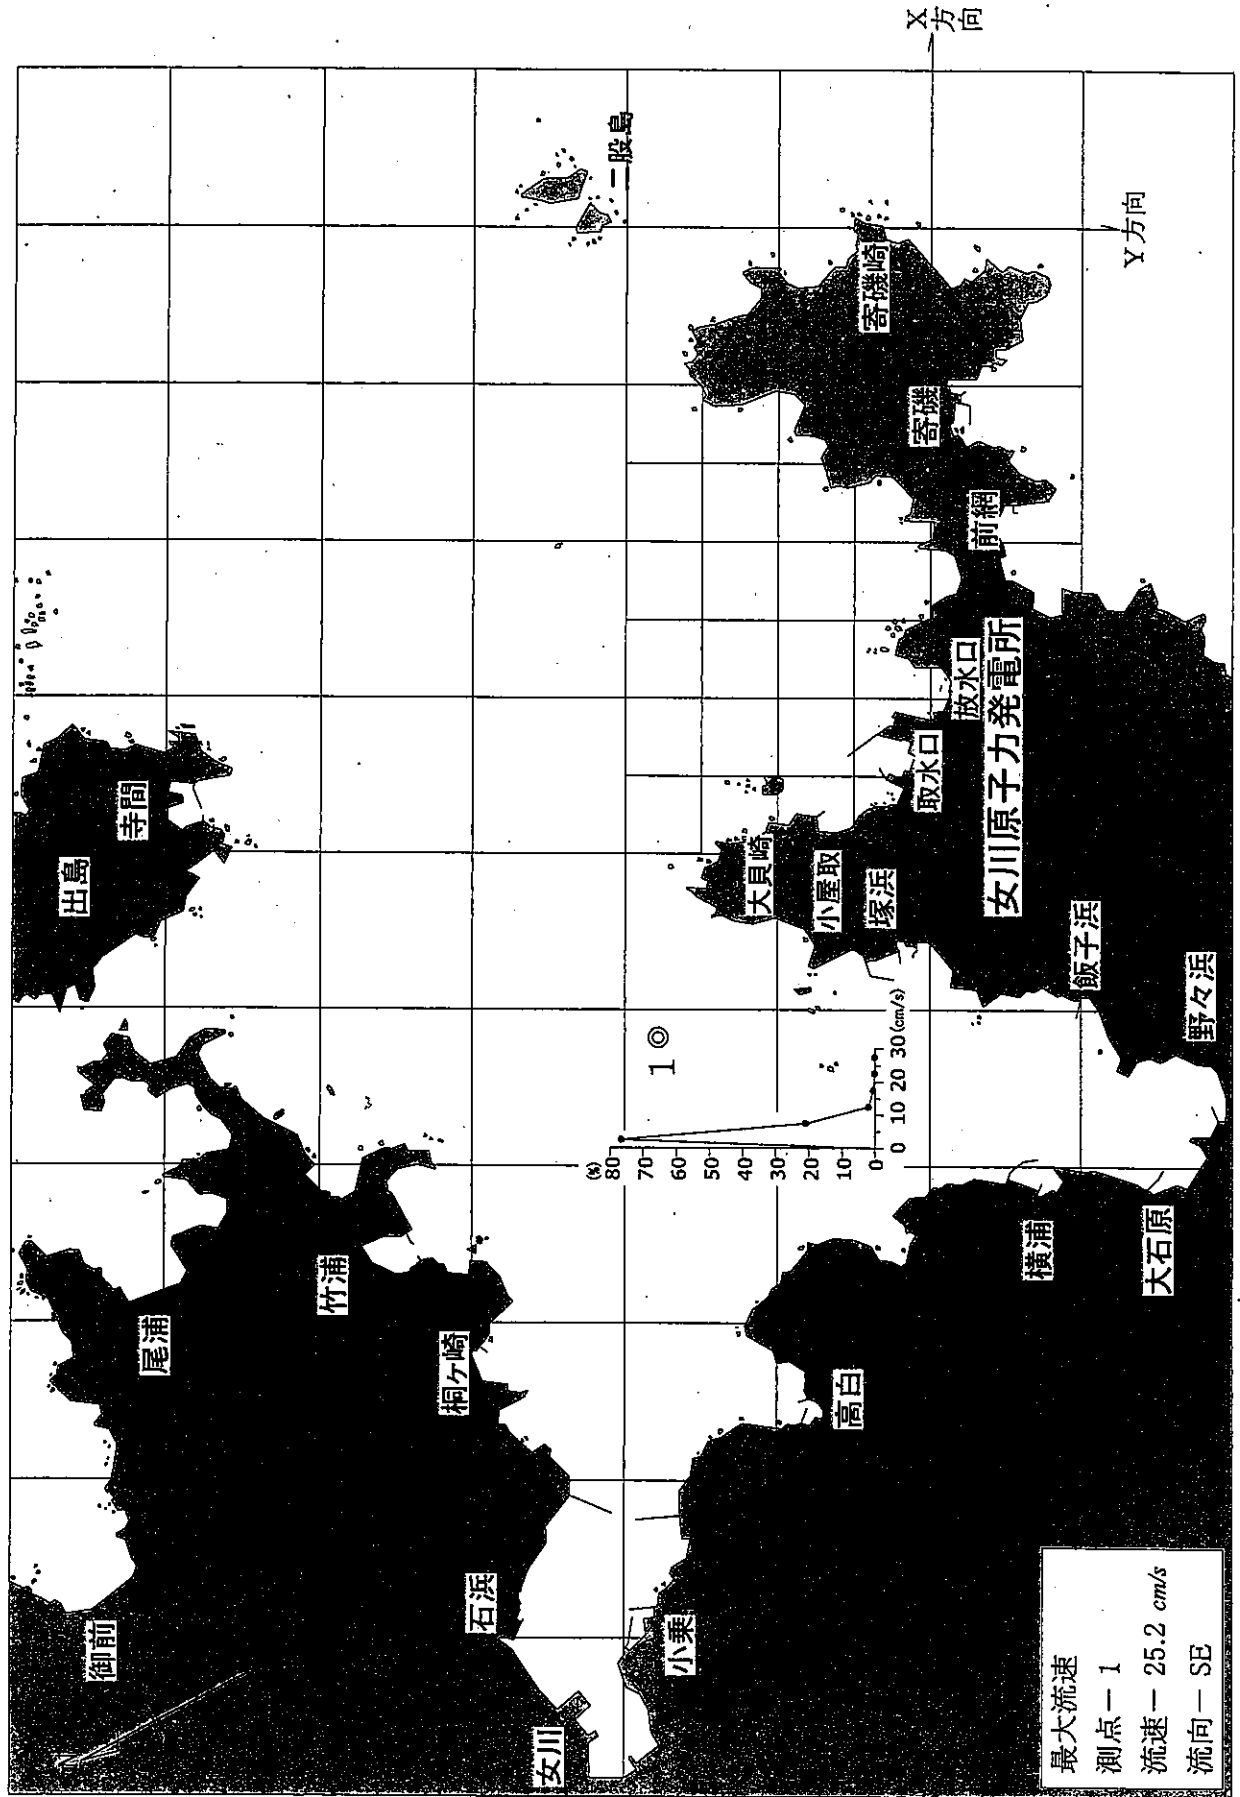 X方向
Y方向
二股島
寄磯崎
寄磯
前網
放水口
女川原子力発電所
取水口
寺間
出島
大貝崎
小屋取
塚浜
飯子浜
野々浜
1
(%)
80
70
60
50
40
30
20
10
0
0 10 20 30 (cm/s)
尾浦
竹浦
桐ヶ崎
横浦
大石原
高白
御前
石浜
小乗
女川
最大流速
測点ー 1
流速ー 25.2 cm/s
流向ー SE